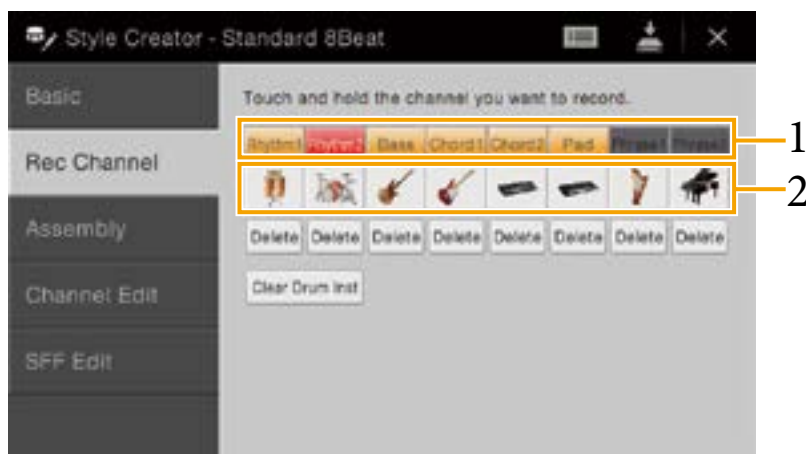 Style Creator - Standard 8Beat
Basic
Touch and hold the channel you want to record.
Rhythm1 Rhythm2 Bass Chord1 Chord2 Pad Phrase1 Phrase2
1
Rec Channel
2
Assembly
Delete Delete Delete Delete Delete Delete Delete Delete
Channel Edit
Clear Drum Inst
SFF Edit